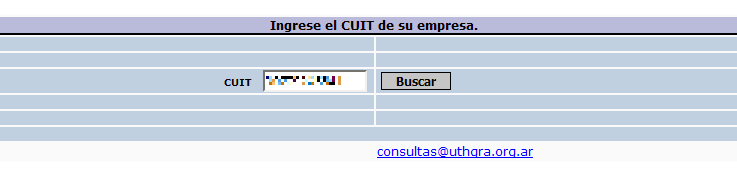 Ingrese el CUIT de su empresa.
CUIT Buscar
consultas@uthgra.org.ar